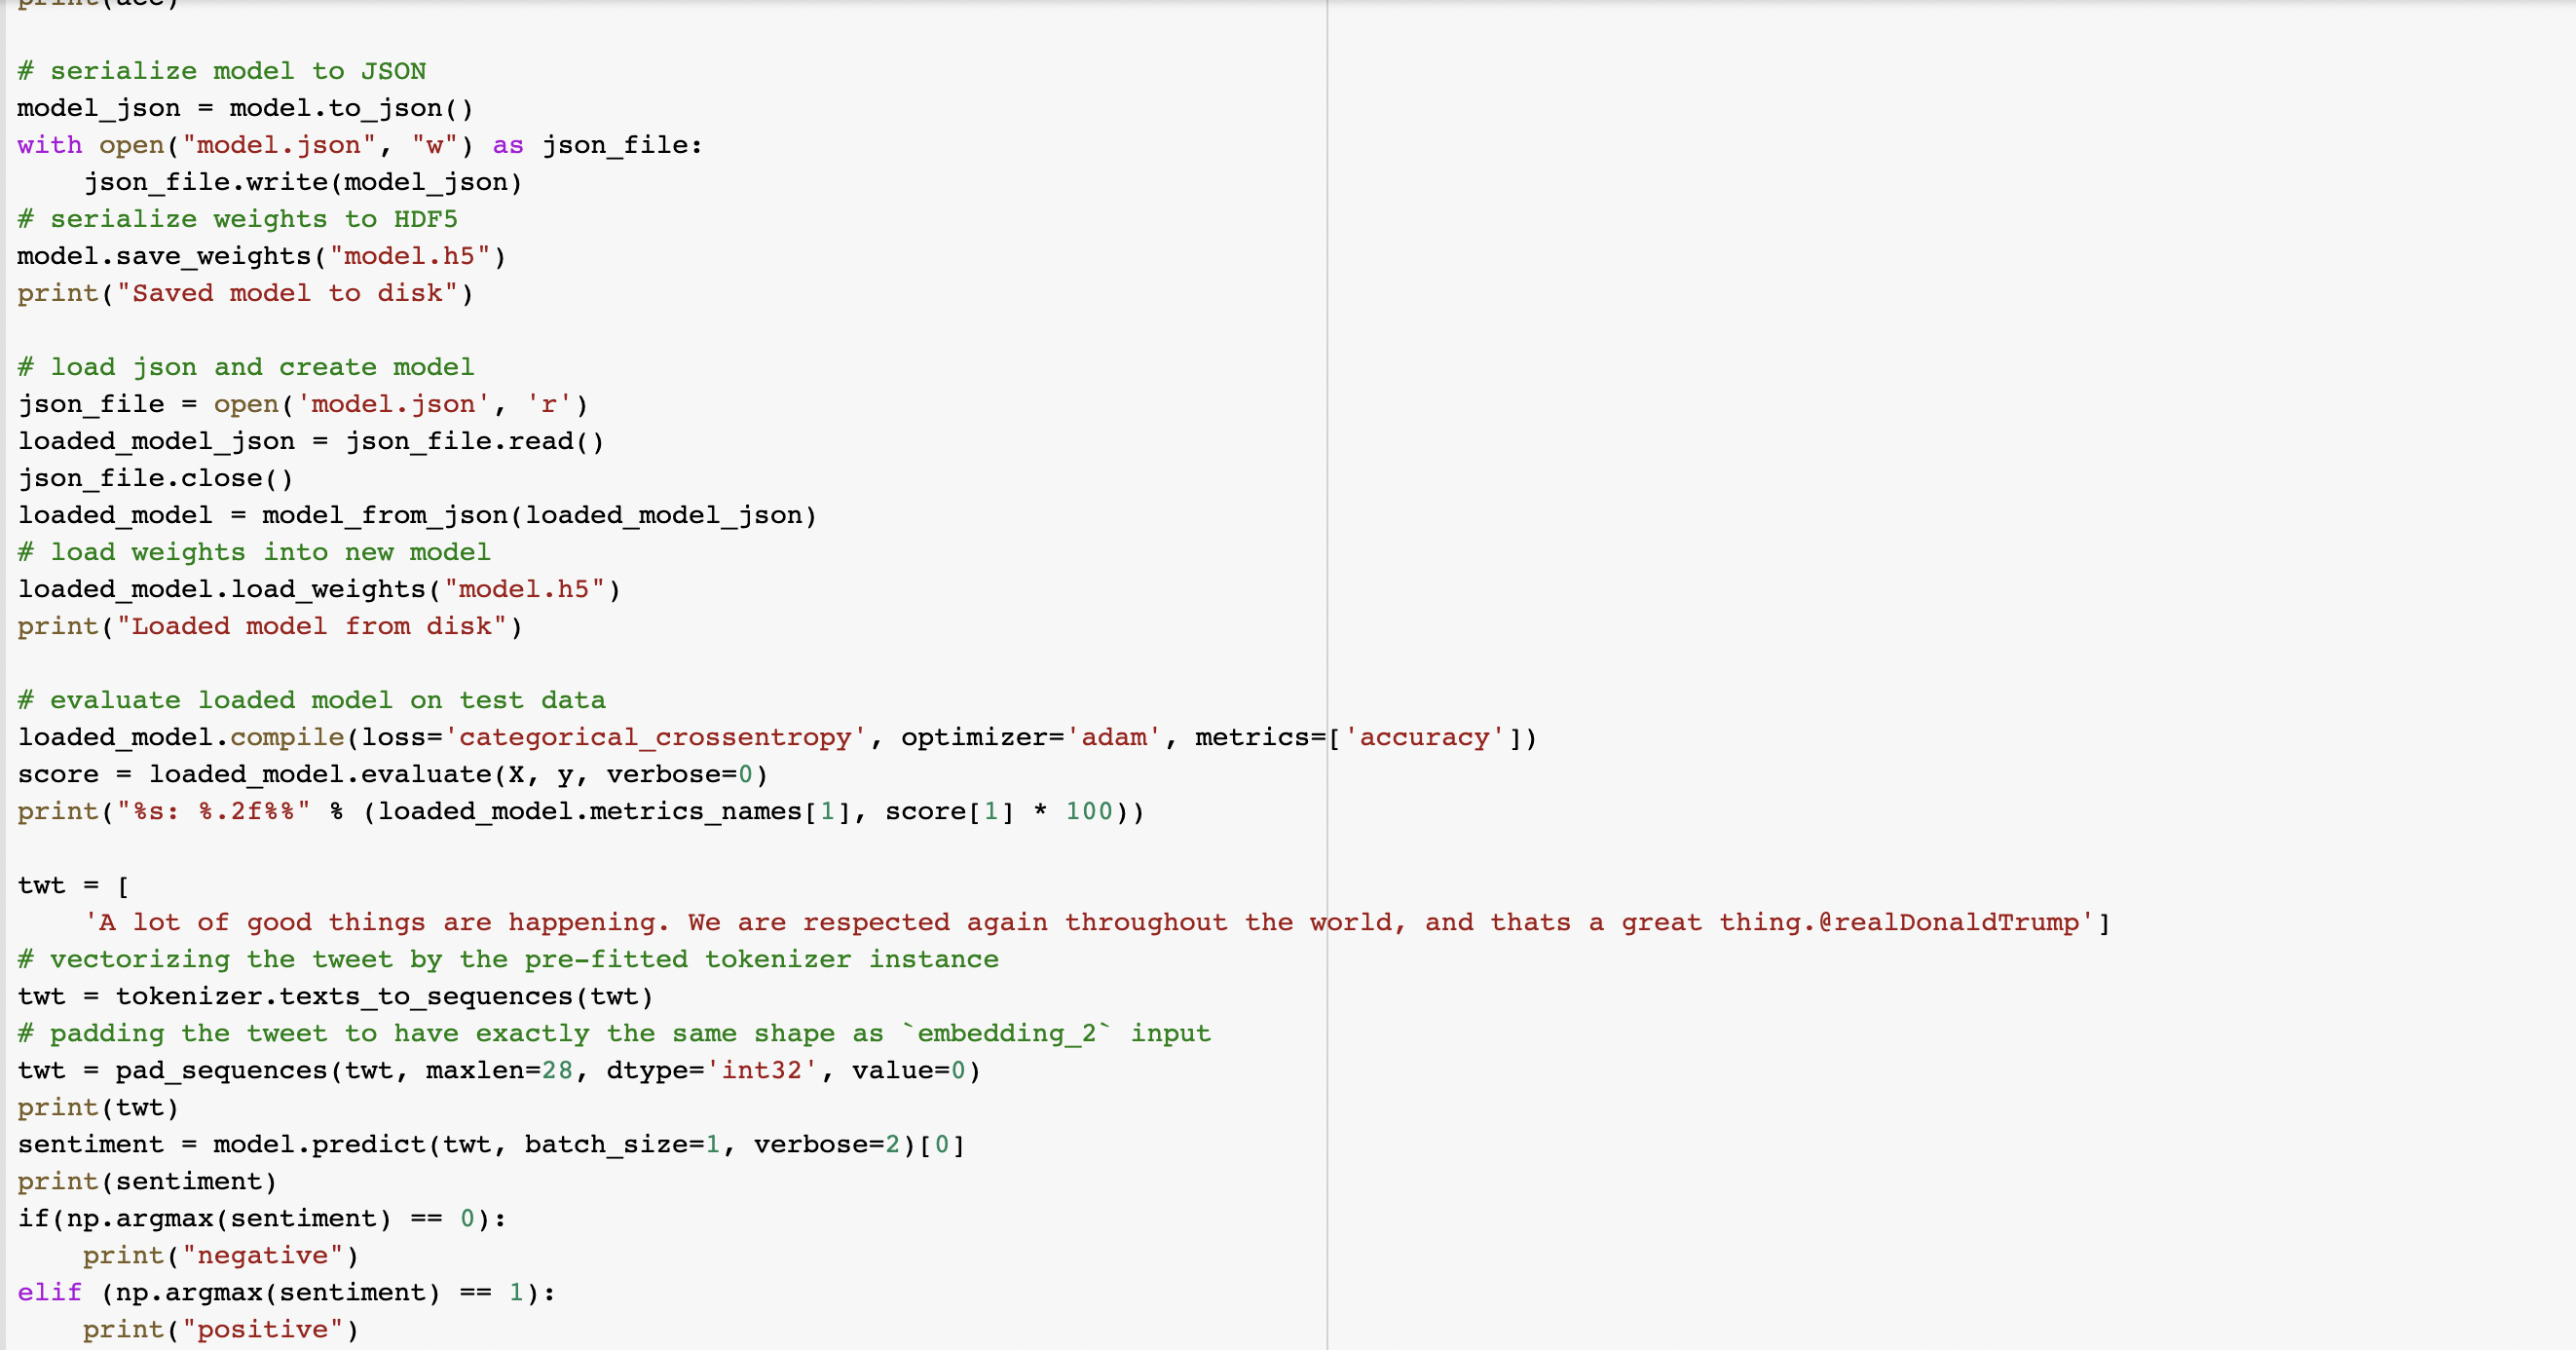 print(acc)
# serialize model to JSON
model_json = model.to_json()
with open("model.json", "w") as json_file:
    json_file.write(model_json)
# serialize weights to HDF5
model.save_weights("model.h5")
print("Saved model to disk")
# load json and create model
json_file = open('model.json', 'r')
loaded_model_json = json_file.read()
json_file.close()
loaded_model = model_from_json(loaded_model_json)
# load weights into new model
loaded_model.load_weights("model.h5")
print("Loaded model from disk")
# evaluate loaded model on test data
loaded_model.compile(loss='categorical_crossentropy', optimizer='adam', metrics=['accuracy'])
score = loaded_model.evaluate(X, y, verbose=0)
print("%s: %.2f%%" % (loaded_model.metrics_names[1], score[1] * 100))
twt = [
    'A lot of good things are happening. We are respected again throughout the world, and thats a great thing.@realDonaldTrump']
# vectorizing the tweet by the pre-fitted tokenizer instance
twt = tokenizer.texts_to_sequences(twt)
# padding the tweet to have exactly the same shape as `embedding_2` input
twt = pad_sequences(twt, maxlen=28, dtype='int32', value=0)
print(twt)
sentiment = model.predict(twt, batch_size=1, verbose=2)[0]
print(sentiment)
if(np.argmax(sentiment) == 0):
    print("negative")
elif (np.argmax(sentiment) == 1):
    print("positive")